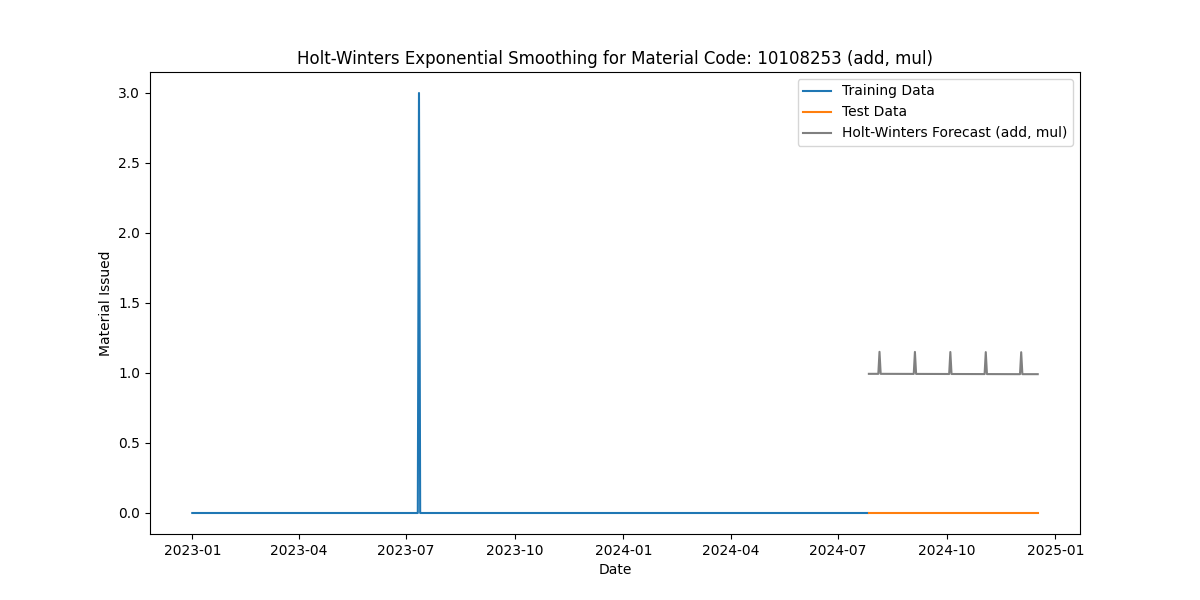 Holt-Winters Exponential Smoothing for Material Code: 10108253 (add, mul)
Training Data
Test Data
Holt-Winters Forecast (add, mul)
Material Issued
3.0
2.5
2.0
1.5
1.0
0.5
0.0
2023-01 2023-04 2023-07 2023-10 2024-01 2024-04 2024-07 2024-10 2025-01
Date